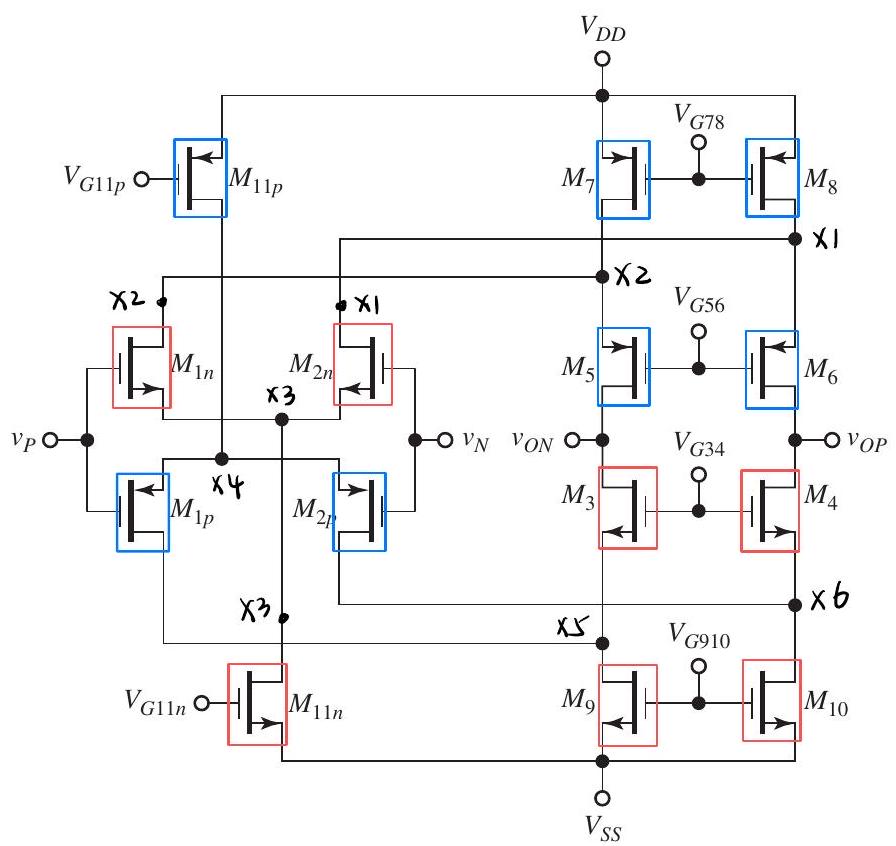 V_{DD}
V_{G78}
V_{G11p} M_{11p} M_7 M_8
X1
X2 X2 X1
V_{G56}
M_{1n} M_{2n} M_5 M_6
X3
v_P v_N v_{ON} v_{OP}
V_{G34}
X4
M_{1p} M_{2p} M_3 M_4
X3 X6
X5 V_{G910}
V_{G11n} M_{11n} M_9 M_{10}
V_{SS}